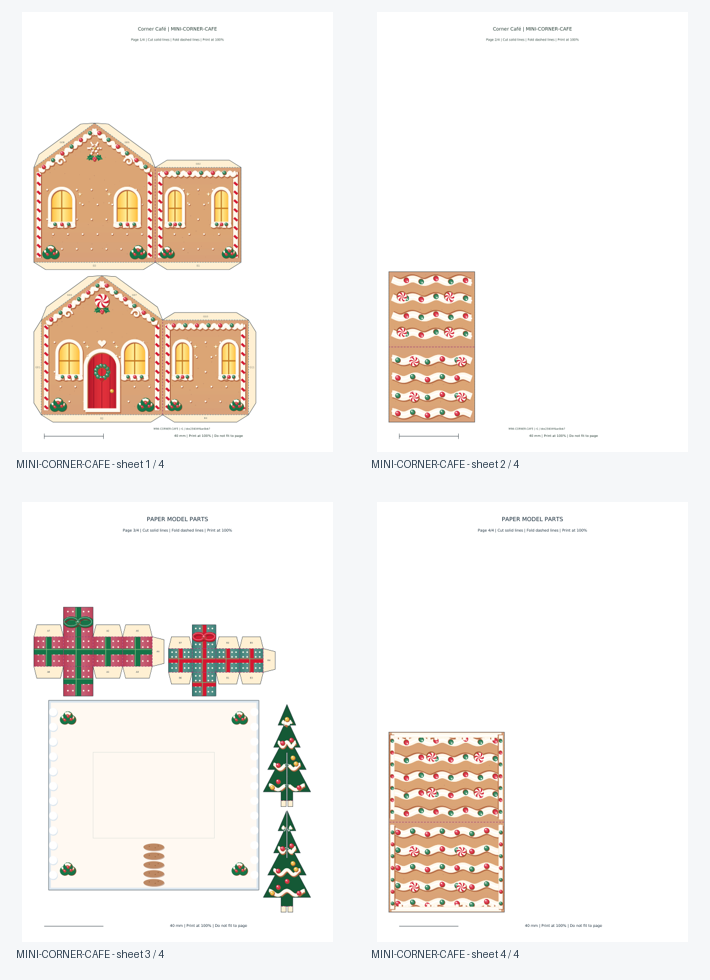 Corner Café | MINI-CORNER-CAFE
Page 1/4 | Cut solid lines | Fold dashed lines | Print at 100%
40 mm | Print at 100% | Do not fit to page
MINI-CORNER-CAFE - sheet 1 / 4
Corner Café | MINI-CORNER-CAFE
Page 2/4 | Cut solid lines | Fold dashed lines | Print at 100%
40 mm | Print at 100% | Do not fit to page
MINI-CORNER-CAFE - sheet 2 / 4
PAPER MODEL PARTS
Page 3/4 | Cut solid lines | Fold dashed lines | Print at 100%
40 mm | Print at 100% | Do not fit to page
MINI-CORNER-CAFE - sheet 3 / 4
PAPER MODEL PARTS
Page 4/4 | Cut solid lines | Fold dashed lines | Print at 100%
40 mm | Print at 100% | Do not fit to page
MINI-CORNER-CAFE - sheet 4 / 4